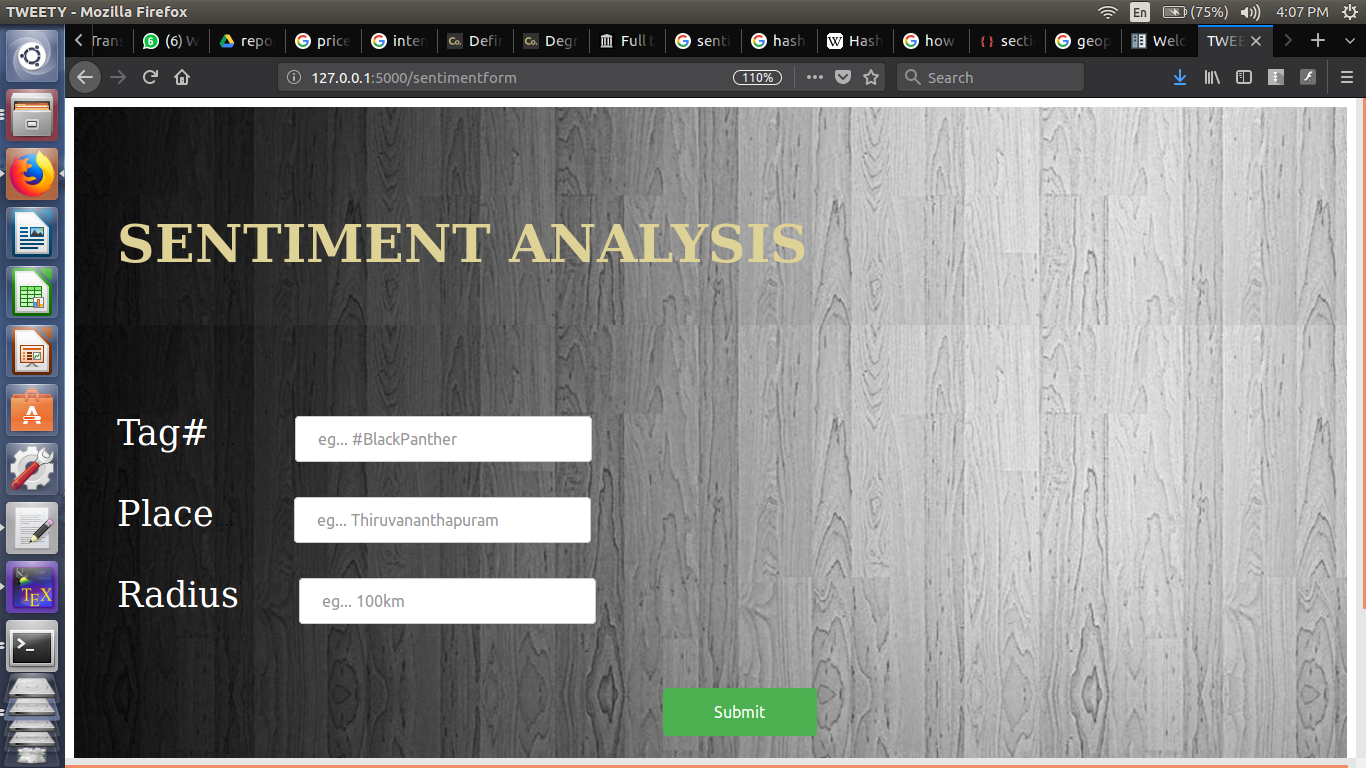 TWEETY - Mozilla Firefox
En (75%) 4:07 PM
Trans (6) W repo price inter Defir Degr Full t senti hash Hash how secti geop Welc TWEE
127.0.0.1:5000/sentimentform 110% Search
SENTIMENT ANALYSIS
Tag# eg... #BlackPanther
Place eg... Thiruvananthapuram
Radius eg... 100km
Submit